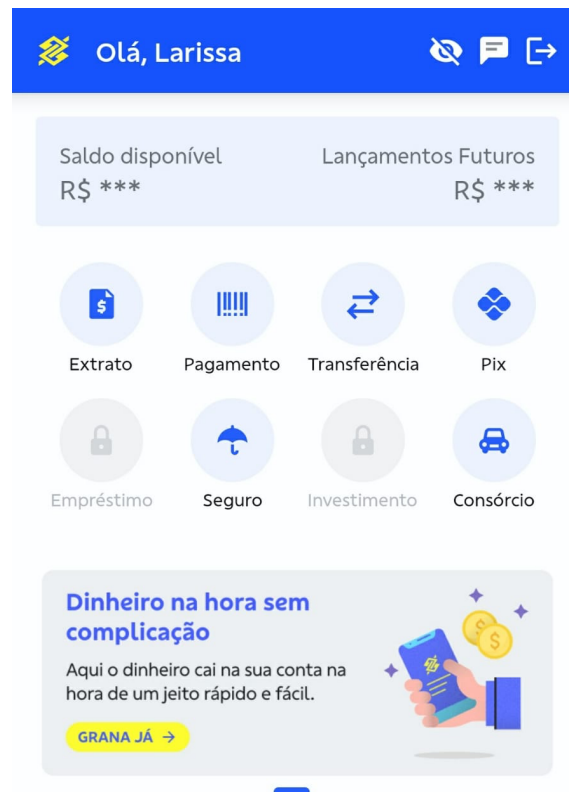 Olá, Larissa
Saldo disponível
Lançamentos Futuros
R$ ***
R$ ***
Extrato
Pagamento
Transferência
Pix
Empréstimo
Seguro
Investimento
Consórcio
Dinheiro na hora sem
complicação
Aqui o dinheiro cai na sua conta na
hora de um jeito rápido e fácil.
GRANA JÁ →